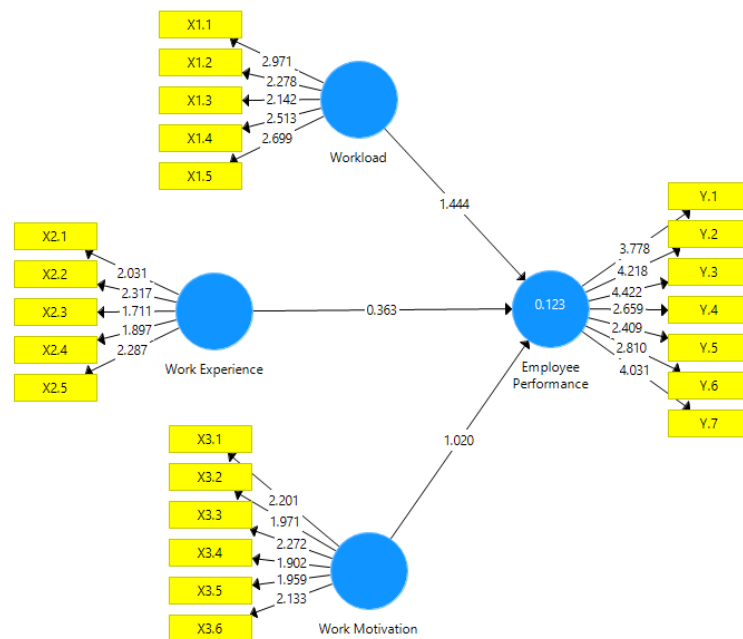 X1.1
X1.2
X1.3
X1.4
X1.5
2.971
2.278
2.142
2.513
2.699
Workload
1.444
X2.1
X2.2
X2.3
X2.4
X2.5
2.031
2.317
1.711
1.897
2.287
Work Experience
0.363
X3.1
X3.2
X3.3
X3.4
X3.5
X3.6
2.201
1.971
2.272
1.902
1.959
2.133
Work Motivation
1.020
0.123
Employee
Performance
3.778
4.218
4.422
2.659
2.409
2.810
4.031
Y.1
Y.2
Y.3
Y.4
Y.5
Y.6
Y.7